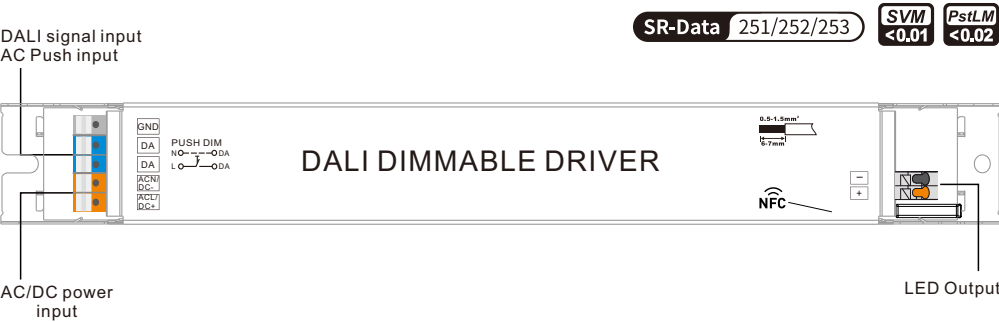 DALI signal input
AC Push input
SR-Data 251/252/253
SVM
<0.01
PstLM
<0.02
GND
DA
DA
ACN/
DC-
ACL/
DC+
PUSH DIM
N DA
L DA
DALI DIMMABLE DRIVER
0.5-1.5mm²
6-7mm
NFC
−
+
AC/DC power
input
LED Output